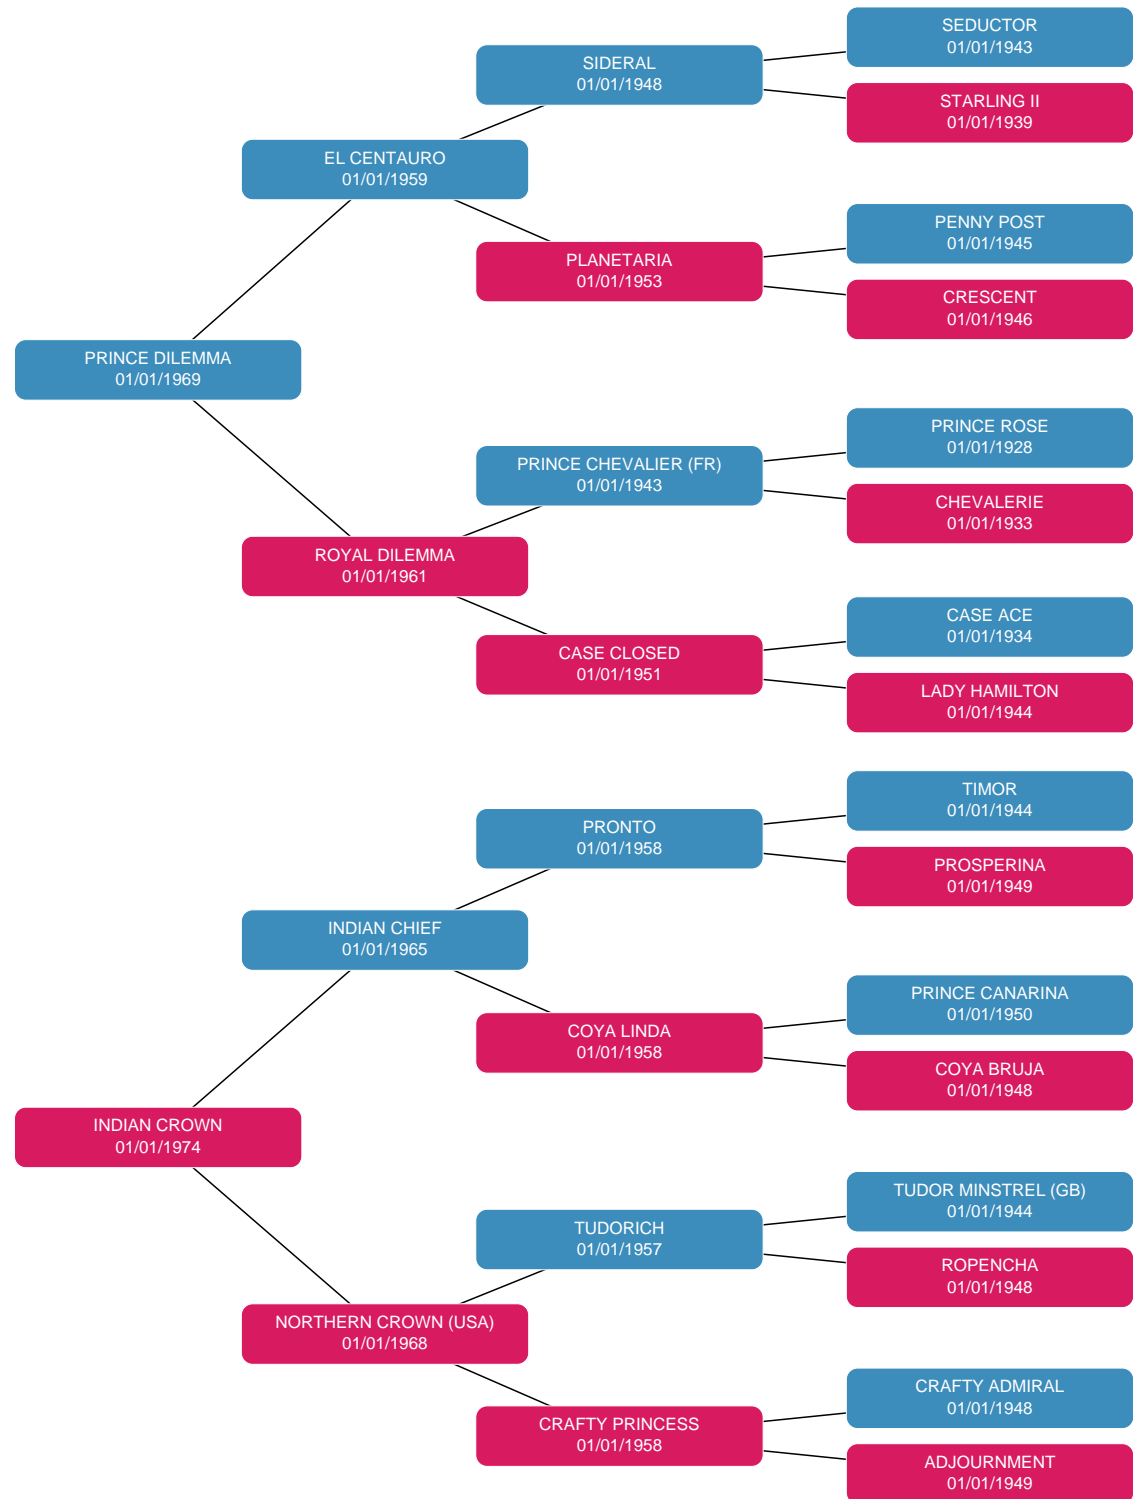 SEDUCTOR
01/01/1943
SIDERAL
01/01/1948
STARLING II
01/01/1939
EL CENTAURO
01/01/1959
PENNY POST
01/01/1945
PLANETARIA
01/01/1953
CRESCENT
01/01/1946
PRINCE DILEMMA
01/01/1969
PRINCE ROSE
01/01/1928
PRINCE CHEVALIER (FR)
01/01/1943
CHEVALERIE
01/01/1933
ROYAL DILEMMA
01/01/1961
CASE ACE
01/01/1934
CASE CLOSED
01/01/1951
LADY HAMILTON
01/01/1944
TIMOR
01/01/1944
PRONTO
01/01/1958
PROSPERINA
01/01/1949
INDIAN CHIEF
01/01/1965
PRINCE CANARINA
01/01/1950
COYA LINDA
01/01/1958
COYA BRUJA
01/01/1948
INDIAN CROWN
01/01/1974
TUDOR MINSTREL (GB)
01/01/1944
TUDORICH
01/01/1957
ROPENCHA
01/01/1948
NORTHERN CROWN (USA)
01/01/1968
CRAFTY ADMIRAL
01/01/1948
CRAFTY PRINCESS
01/01/1958
ADJOURNMENT
01/01/1949